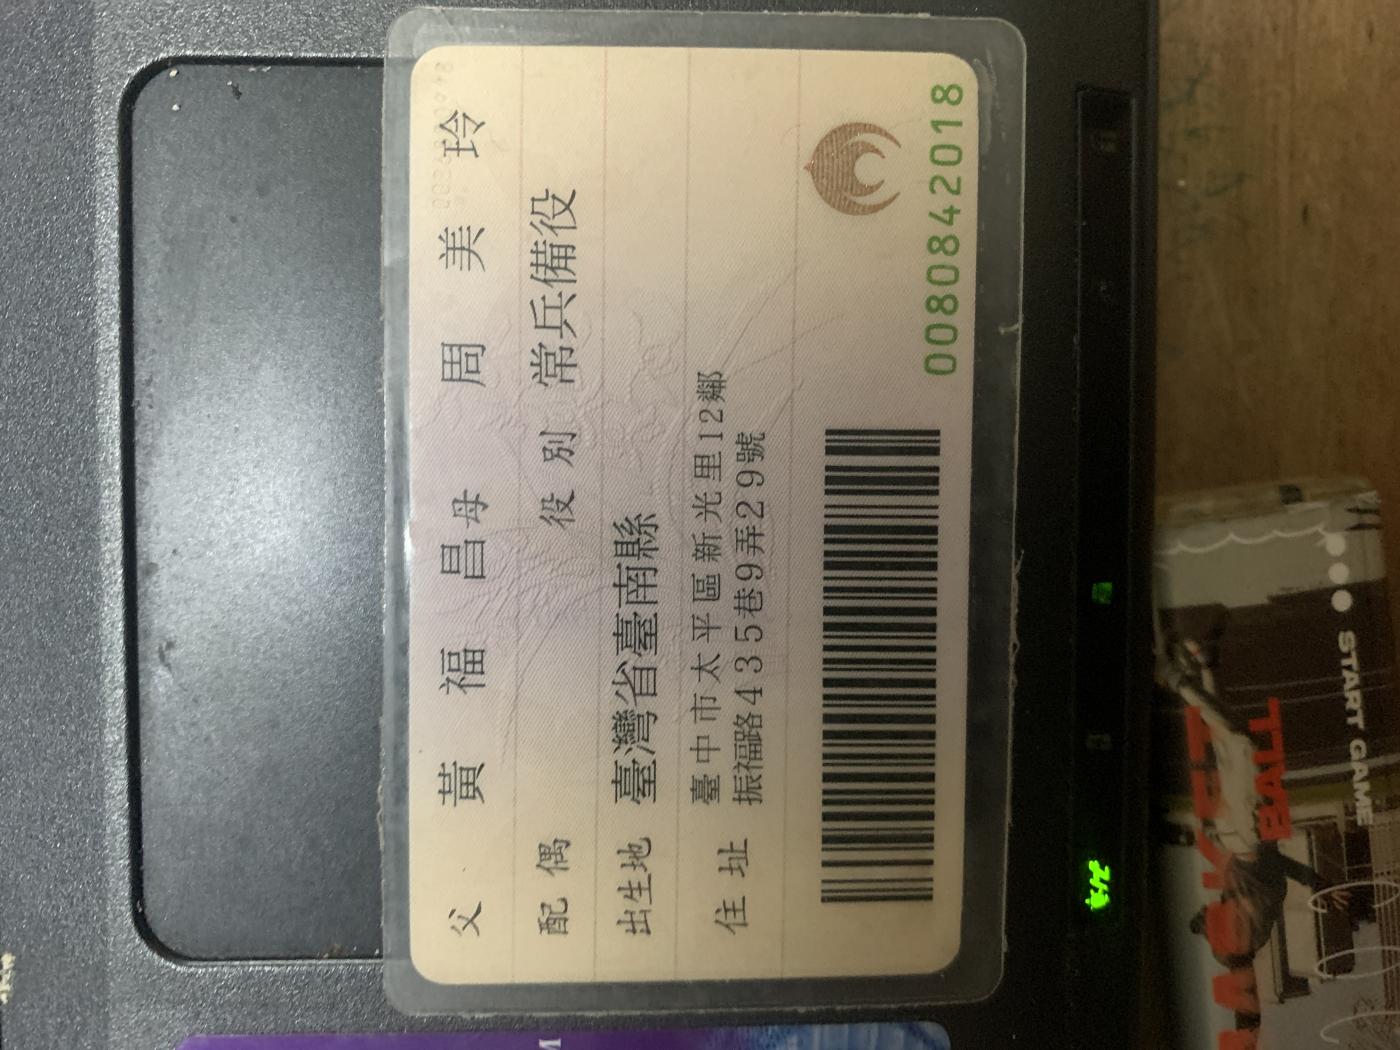 父 黃福昌 母 周美玲
配偶 役別 常兵備役
出生地 臺灣省臺南縣
住址 臺中市太平區新光里12鄰
振福路435巷9弄29號
0080842018
START GAME